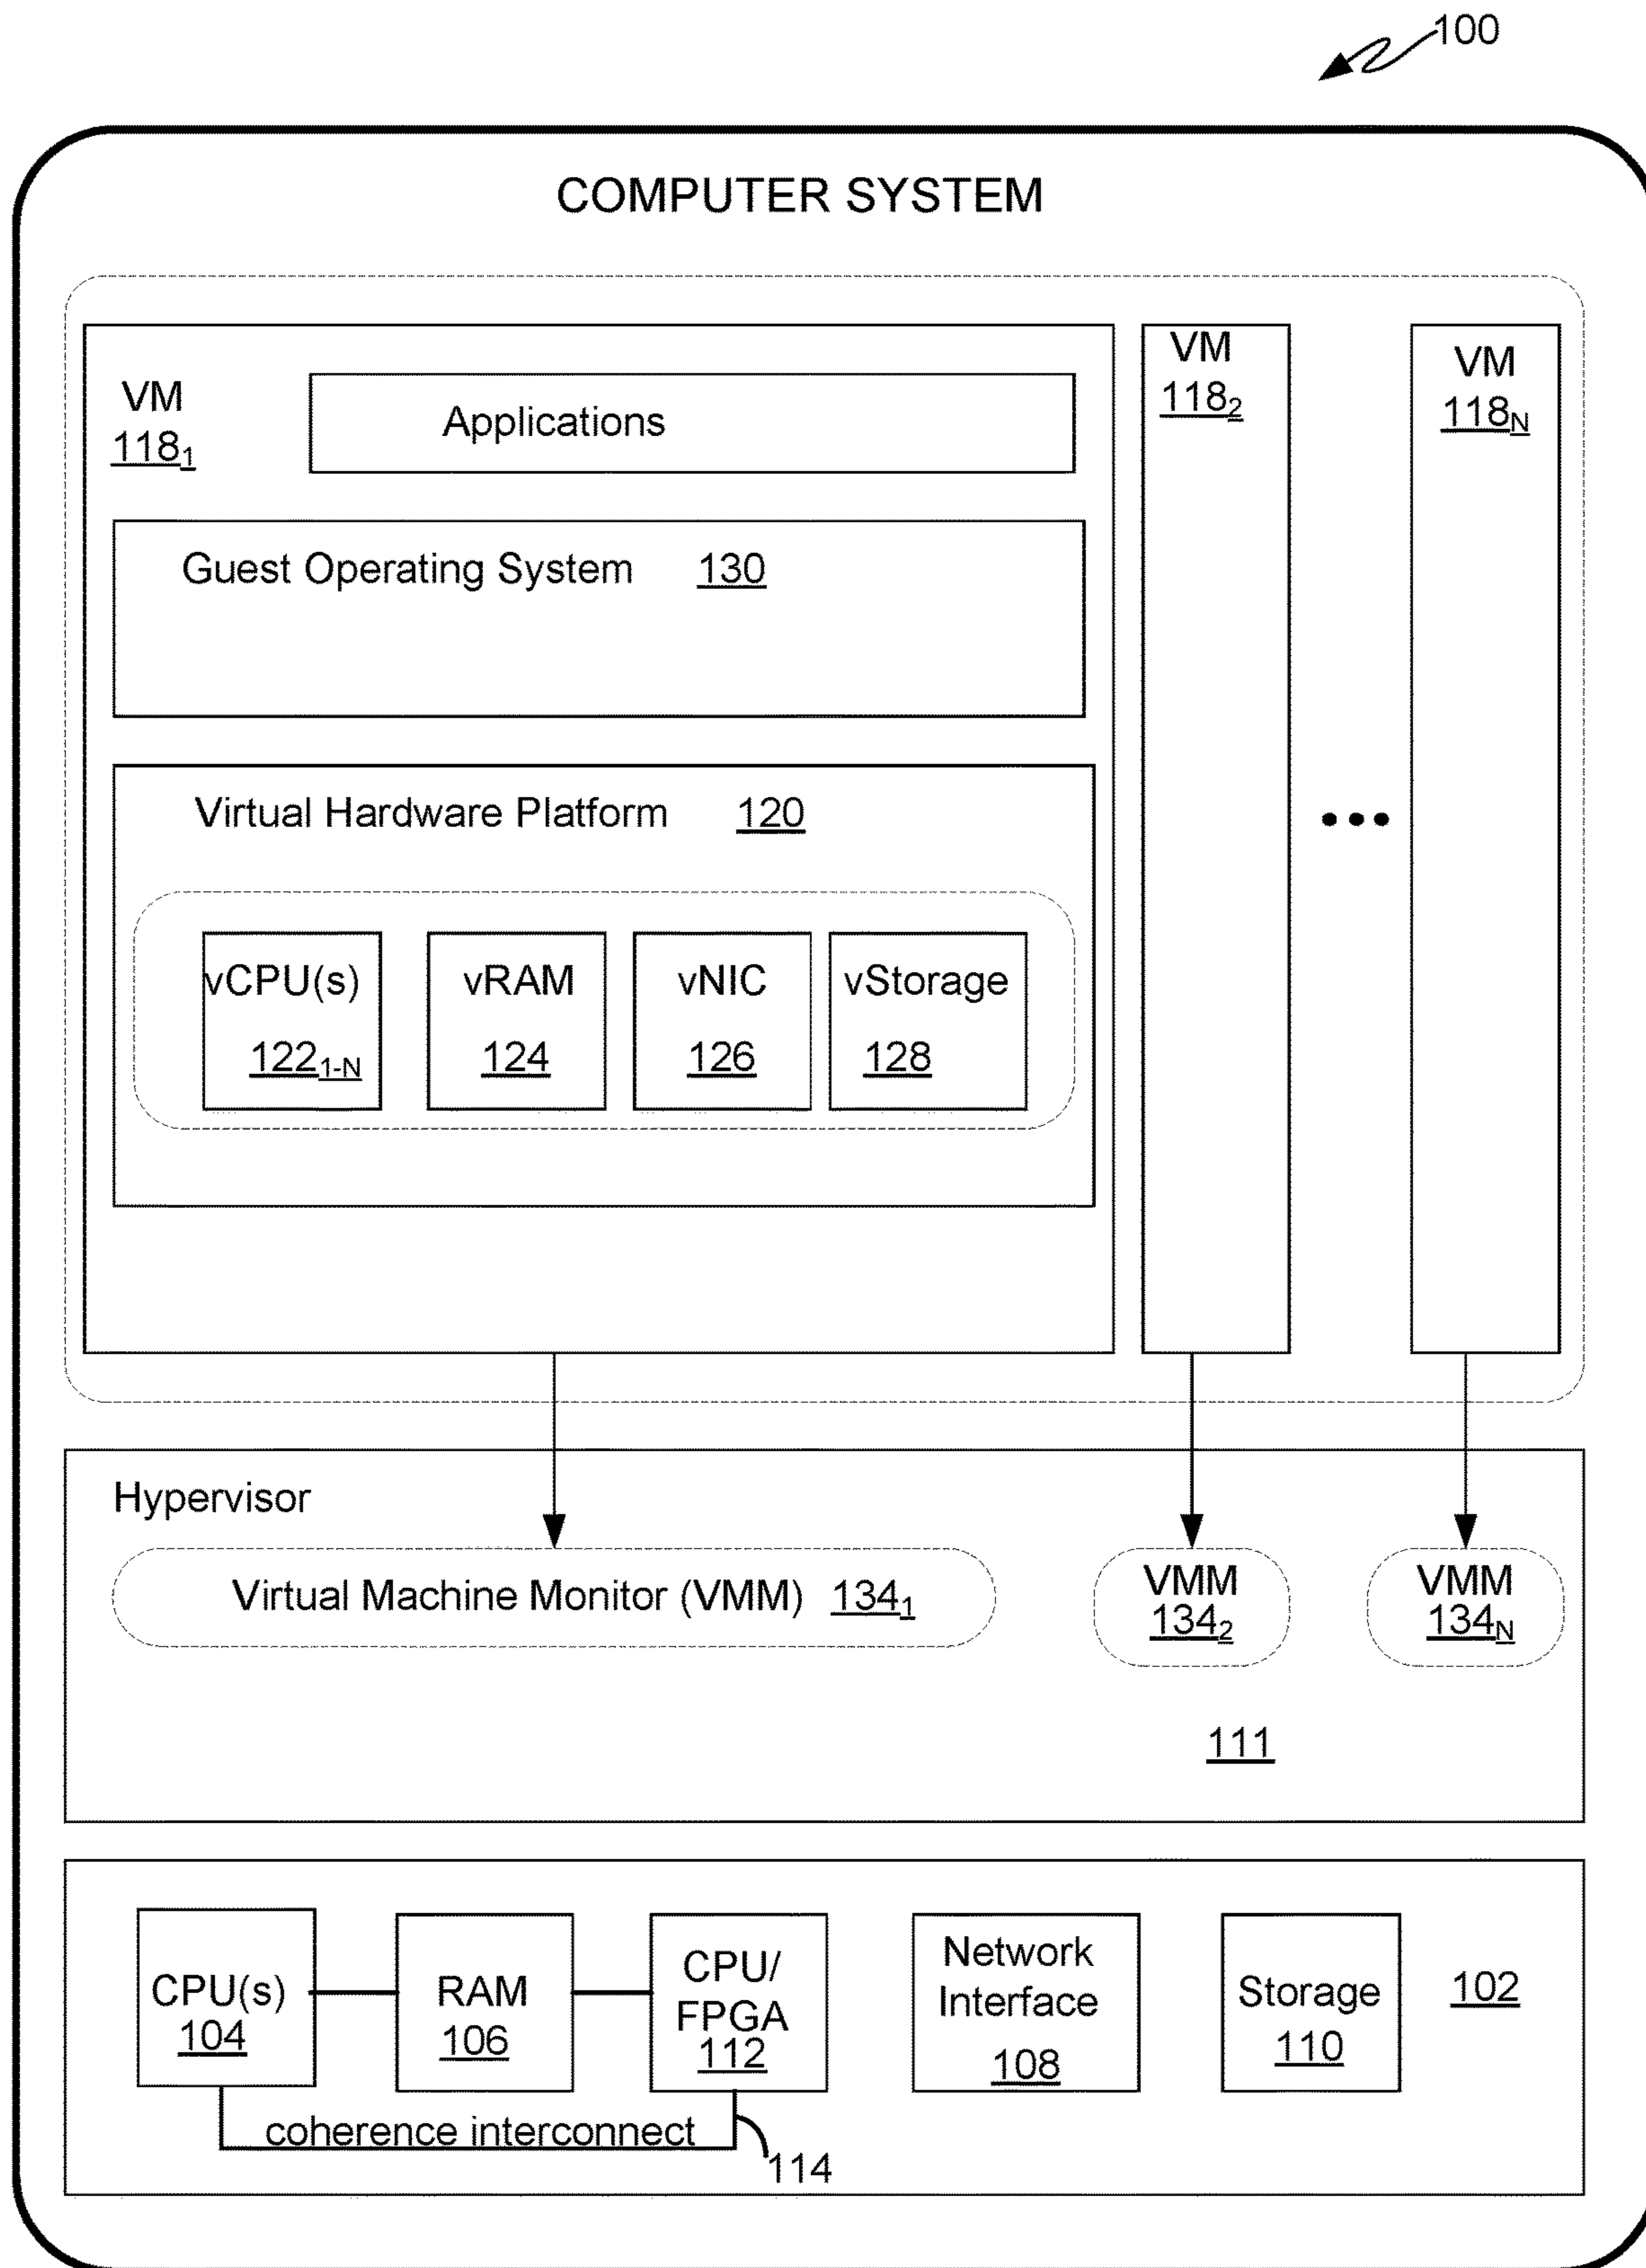 100
COMPUTER SYSTEM
VM
118₁
Applications
Guest Operating System 130
Virtual Hardware Platform 120
vCPU(s)
122₁₋N
vRAM
124
vNIC
126
vStorage
128
VM
118₂
VM
118N
Hypervisor
Virtual Machine Monitor (VMM) 134₁
VMM
134₂
VMM
134N
111
CPU(s)
104
RAM
106
CPU/
FPGA
112
Network
Interface
108
Storage
110
102
coherence interconnect
114